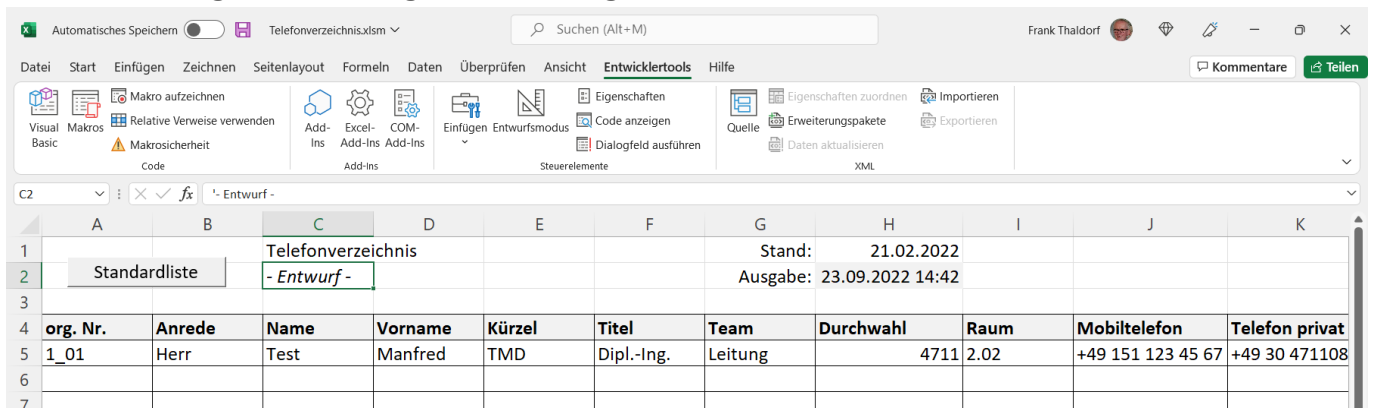 Automatisches Speichern Telefonverzeichnis.xlsm Suchen (Alt+M) Frank Thaldorf
Datei Start Einfügen Zeichnen Seitenlayout Formeln Daten Überprüfen Ansicht Entwicklertools Hilfe Kommentare Teilen
Visual Basic
Makros
Makro aufzeichnen
Relative Verweise verwenden
Makrosicherheit
Code
Add-Ins
Excel-Add-Ins
COM-Add-Ins
Add-Ins
Einfügen
Entwurfsmodus
Eigenschaften
Code anzeigen
Dialogfeld ausführen
Steuerelemente
Quelle
Eigenschaften zuordnen
Erweiterungspakete
Daten aktualisieren
Importieren
Exportieren
XML
C2 fx '- Entwurf -
A B C D E F G H I J K
1 Telefonverzeichnis Stand: 21.02.2022
2 Standardliste - Entwurf - Ausgabe: 23.09.2022 14:42
3
4 org. Nr. Anrede Name Vorname Kürzel Titel Team Durchwahl Raum Mobiltelefon Telefon privat
5 1_01 Herr Test Manfred TMD Dipl.-Ing. Leitung 4711 2.02 +49 151 123 45 67 +49 30 471108
6
7